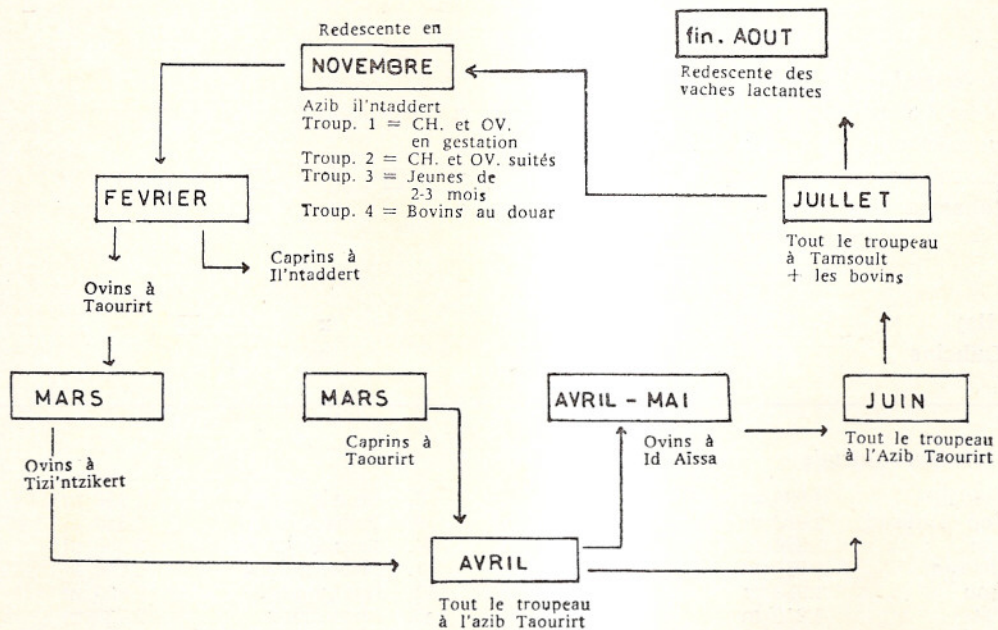 Redescente en
NOVEMBRE
Azib il'ntaddert
Troup. 1 = CH. et OV.
en gestation
Troup. 2 = CH. et OV. suités
Troup. 3 = Jeunes de
2-3 mois
Troup. 4 = Bovins au douar
fin. AOUT
Redescente des
vaches lactantes
FEVRIER
Ovins à
Taourirt
Caprins à
Il'ntaddert
JUILLET
Tout le troupeau
à Tamsoult
+ les bovins
MARS
Ovins à
Tizi'ntzikert
MARS
Caprins à
Taourirt
AVRIL - MAI
Ovins à
Id Aïssa
JUIN
Tout le troupeau
à l'Azib Taourirt
AVRIL
Tout le troupeau
à l'azib Taourirt